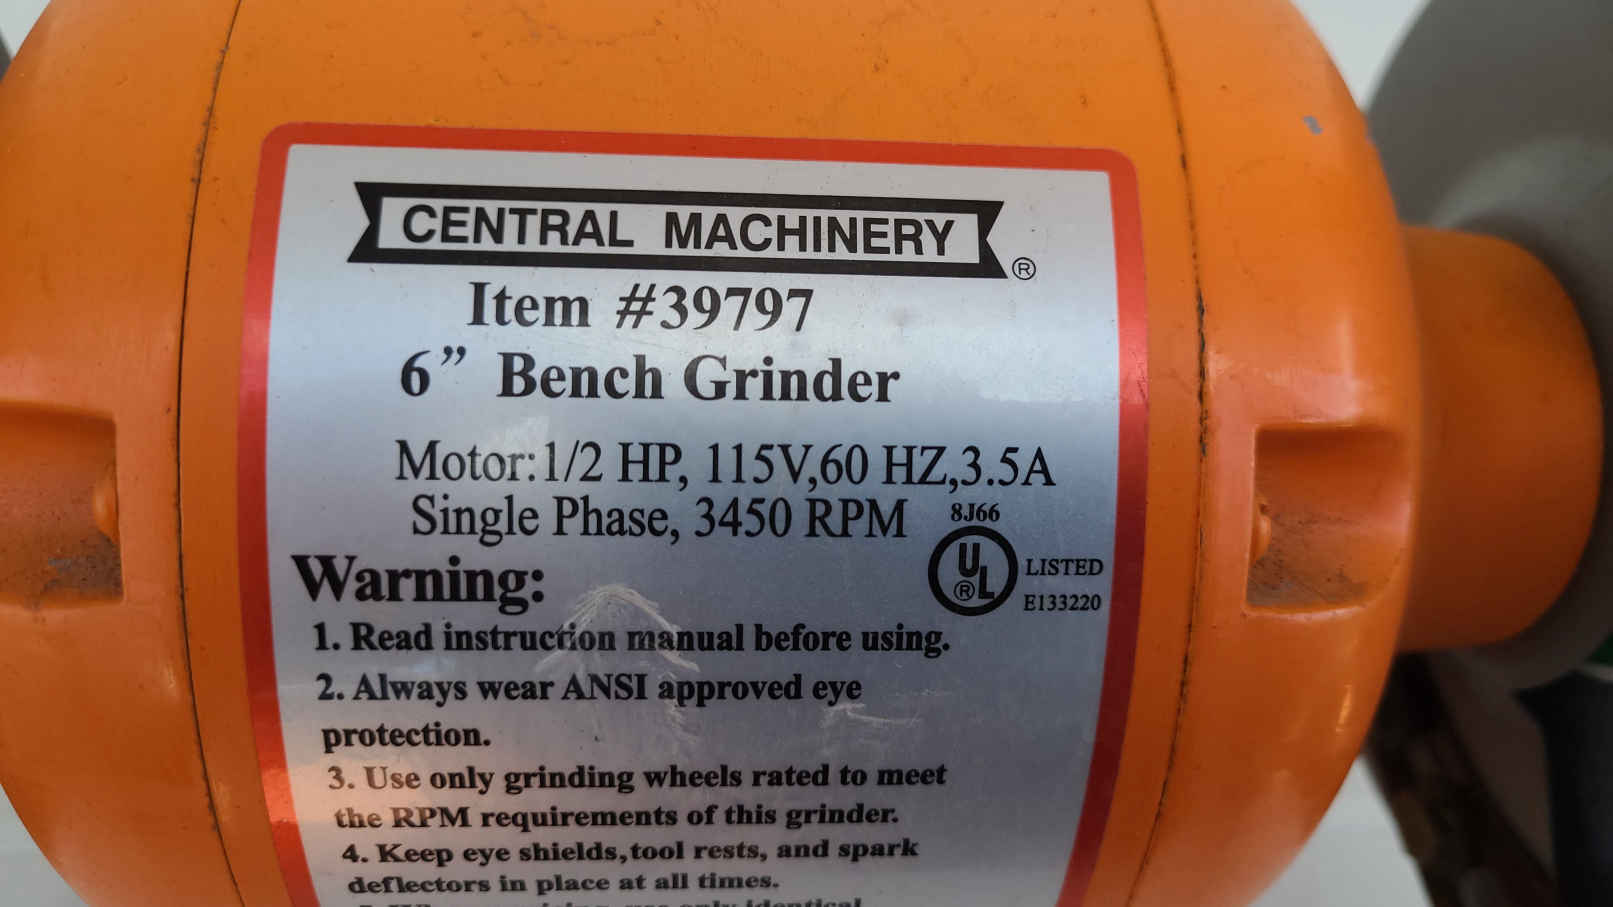 CENTRAL MACHINERY ®
Item #39797
6” Bench Grinder
Motor:1/2 HP, 115V,60 HZ,3.5A
Single Phase, 3450 RPM
8J66
UL ® LISTED
E133220
Warning:
1. Read instruction manual before using.
2. Always wear ANSI approved eye
protection.
3. Use only grinding wheels rated to meet
the RPM requirements of this grinder.
4. Keep eye shields,tool rests, and spark
deflectors in place at all times.
only identical